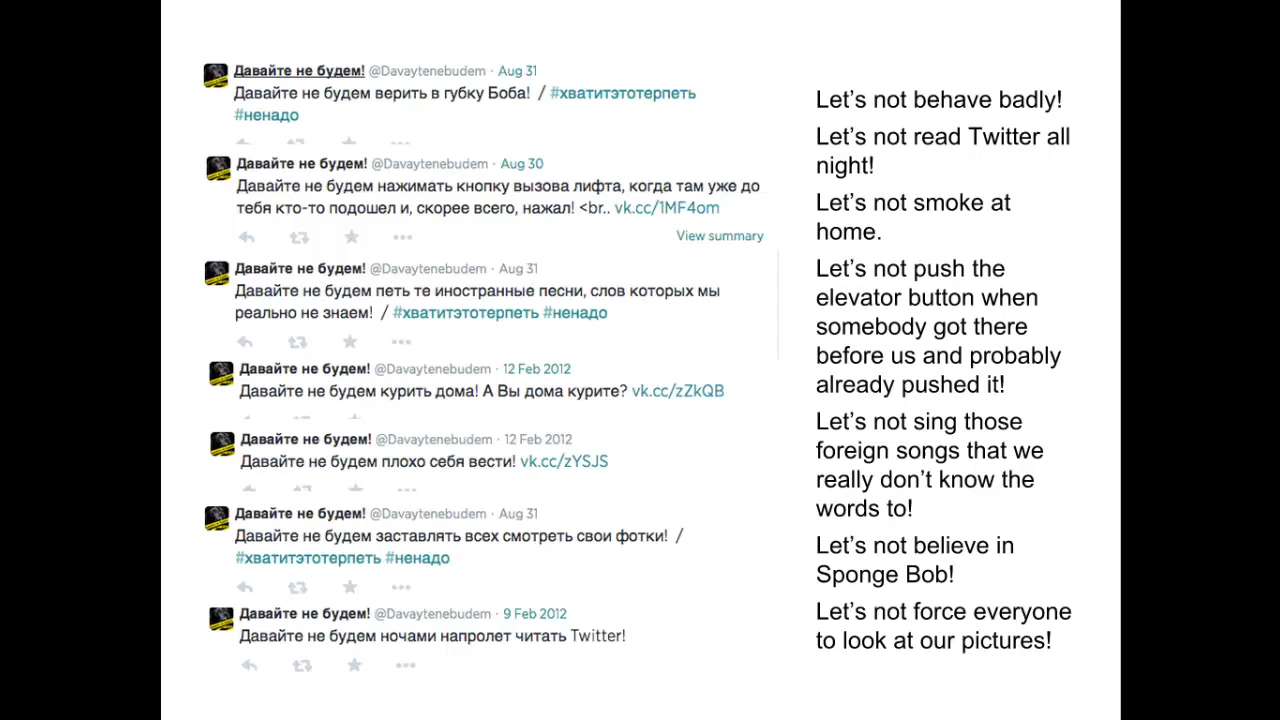 Давайте не будем! @Davaytenebudem · Aug 31
Давайте не будем верить в губку Боба! / #хватитэтотерпеть
#ненадо
Давайте не будем! @Davaytenebudem · Aug 30
Давайте не будем нажимать кнопку вызова лифта, когда там уже до
тебя кто-то подошел и, скорее всего, нажал! <br.. vk.cc/1MF4om
View summary
Давайте не будем! @Davaytenebudem · Aug 31
Давайте не будем петь те иностранные песни, слов которых мы
реально не знаем! / #хватитэтотерпеть #ненадо
Давайте не будем! @Davaytenebudem · 12 Feb 2012
Давайте не будем курить дома! А Вы дома курите? vk.cc/zZkQB
Давайте не будем! @Davaytenebudem · 12 Feb 2012
Давайте не будем плохо себя вести! vk.cc/zYSJS
Давайте не будем! @Davaytenebudem · Aug 31
Давайте не будем заставлять всех смотреть свои фотки! /
#хватитэтотерпеть #ненадо
Давайте не будем! @Davaytenebudem · 9 Feb 2012
Давайте не будем ночами напролет читать Twitter!
Let's not behave badly!
Let's not read Twitter all
night!
Let's not smoke at
home.
Let's not push the
elevator button when
somebody got there
before us and probably
already pushed it!
Let's not sing those
foreign songs that we
really don't know the
words to!
Let's not believe in
Sponge Bob!
Let's not force everyone
to look at our pictures!